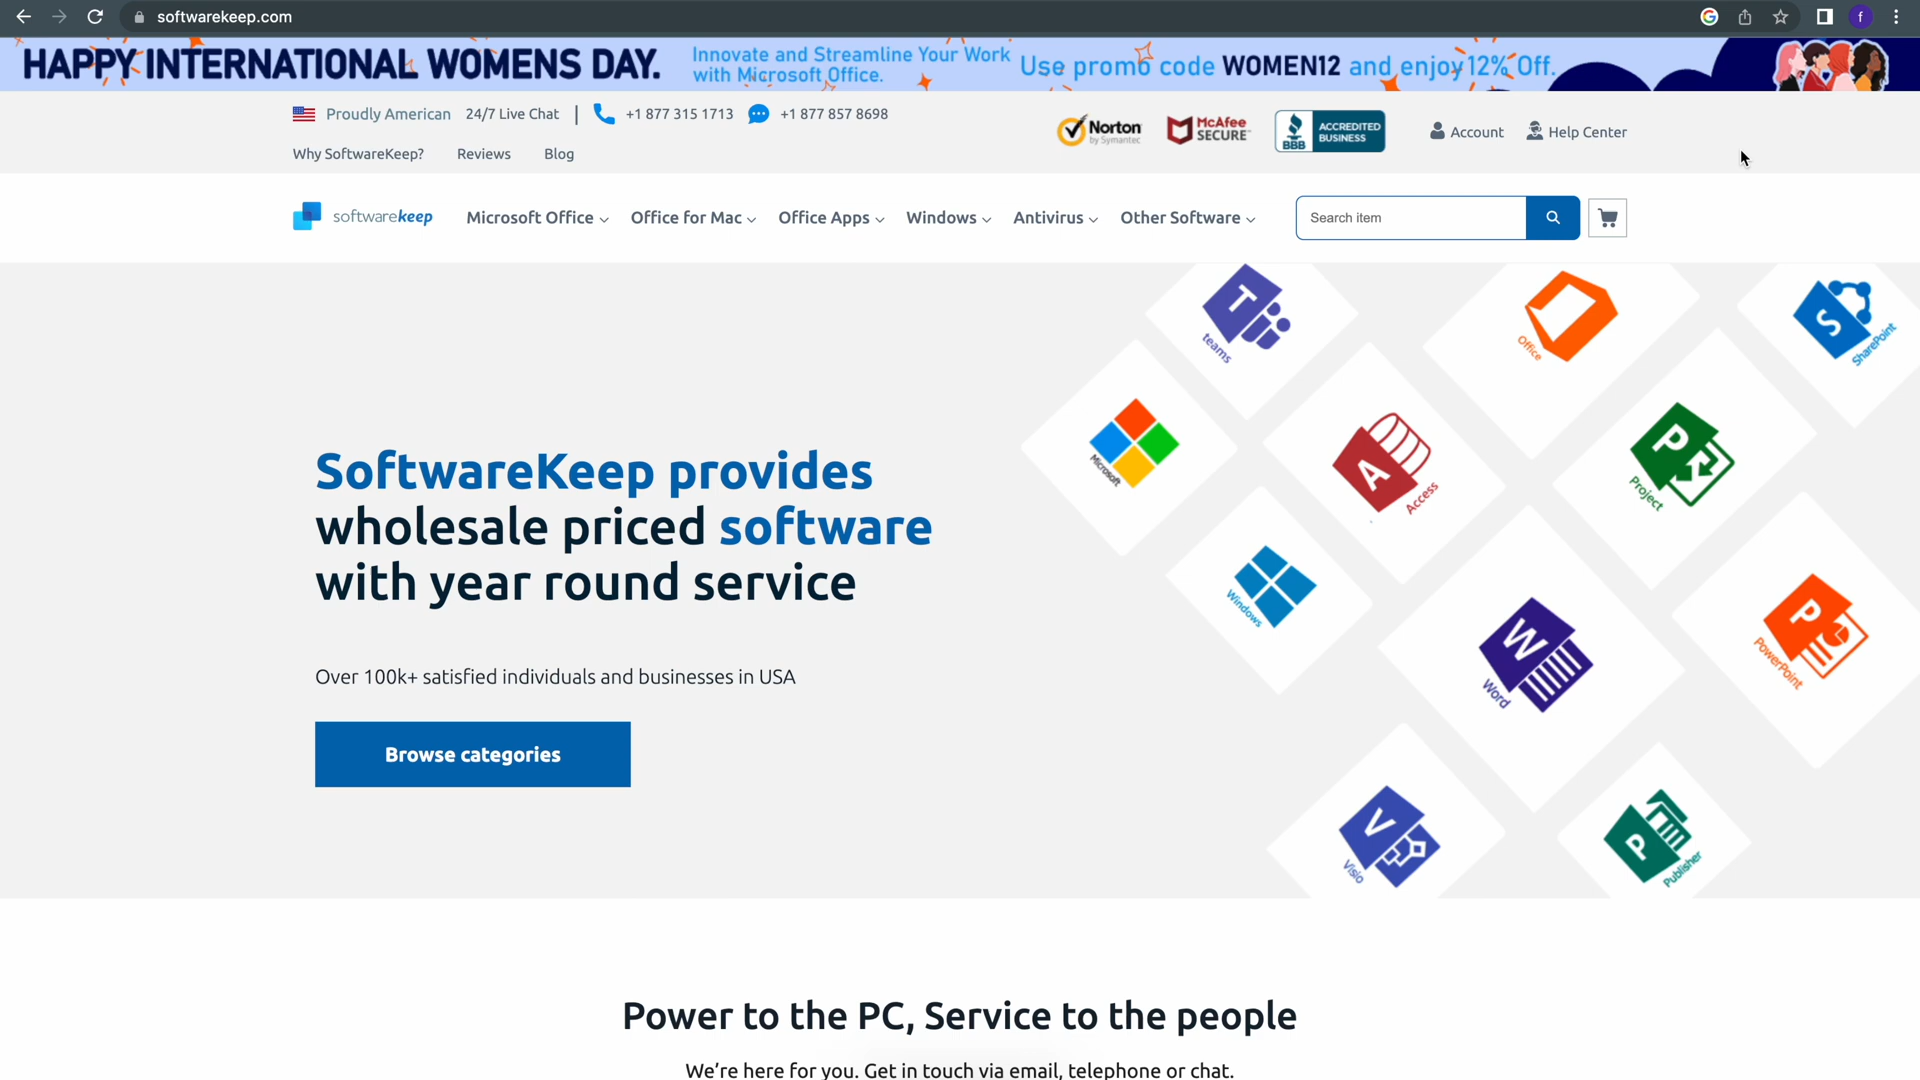 softwarekeep.com
f
HAPPY INTERNATIONAL WOMENS DAY.
Innovate and Streamline Your Work
with Microsoft Office.
Use promo code WOMEN12 and enjoy 12% Off.
Proudly American 24/7 Live Chat | +1 877 315 1713 +1 877 857 8698
Norton
by Symantec
McAfee
SECURE
BBB
ACCREDITED
BUSINESS
Account Help Center
Why SoftwareKeep? Reviews Blog
softwarekeep Microsoft Office Office for Mac Office Apps Windows Antivirus Other Software Search item
SoftwareKeep provides
wholesale priced software
with year round service
Over 100k+ satisfied individuals and businesses in USA
Browse categories
T
teams
Office
S
SharePoint
Microsoft
A
Access
P
Project
Windows
W
Word
P
PowerPoint
V
Visio
P
Publisher
Power to the PC, Service to the people
We're here for you. Get in touch via email, telephone or chat.